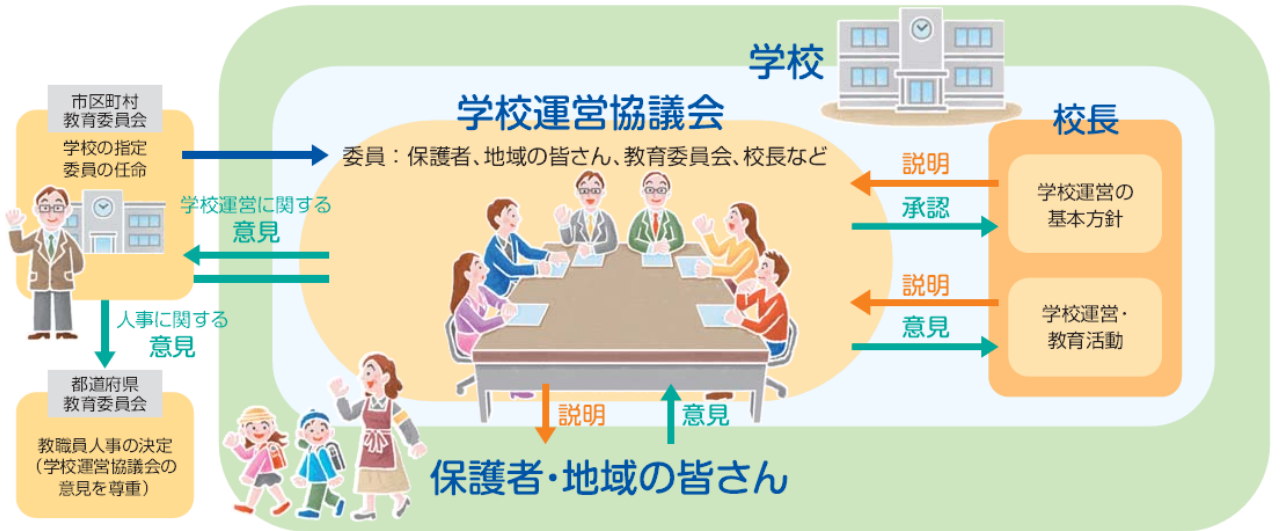 学校
学校運営協議会
委員：保護者、地域の皆さん、教育委員会、校長など
市区町村
教育委員会
学校の指定
委員の任命
学校運営に関する
意見
人事に関する
意見
都道府県
教育委員会
教職員人事の決定
（学校運営協議会の
意見を尊重）
校長
説明
承認
学校運営の
基本方針
説明
意見
学校運営・
教育活動
説明
意見
保護者・地域の皆さん